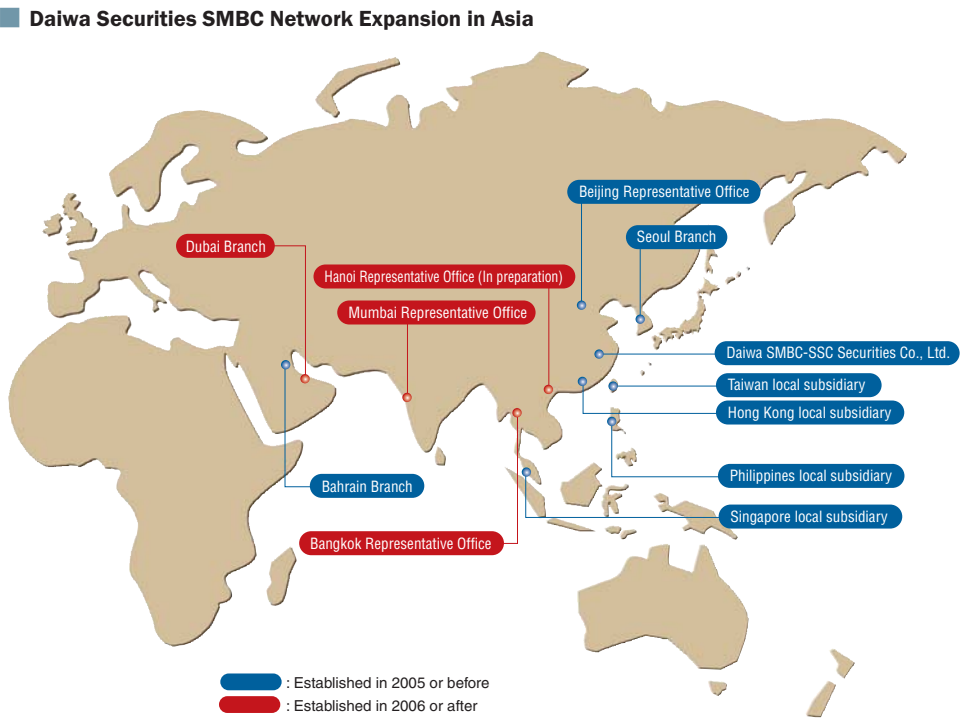 Daiwa Securities SMBC Network Expansion in Asia
Beijing Representative Office
Seoul Branch
Dubai Branch
Hanoi Representative Office (In preparation)
Mumbai Representative Office
Daiwa SMBC-SSC Securities Co., Ltd.
Taiwan local subsidiary
Hong Kong local subsidiary
Philippines local subsidiary
Bahrain Branch
Singapore local subsidiary
Bangkok Representative Office
: Established in 2005 or before
: Established in 2006 or after